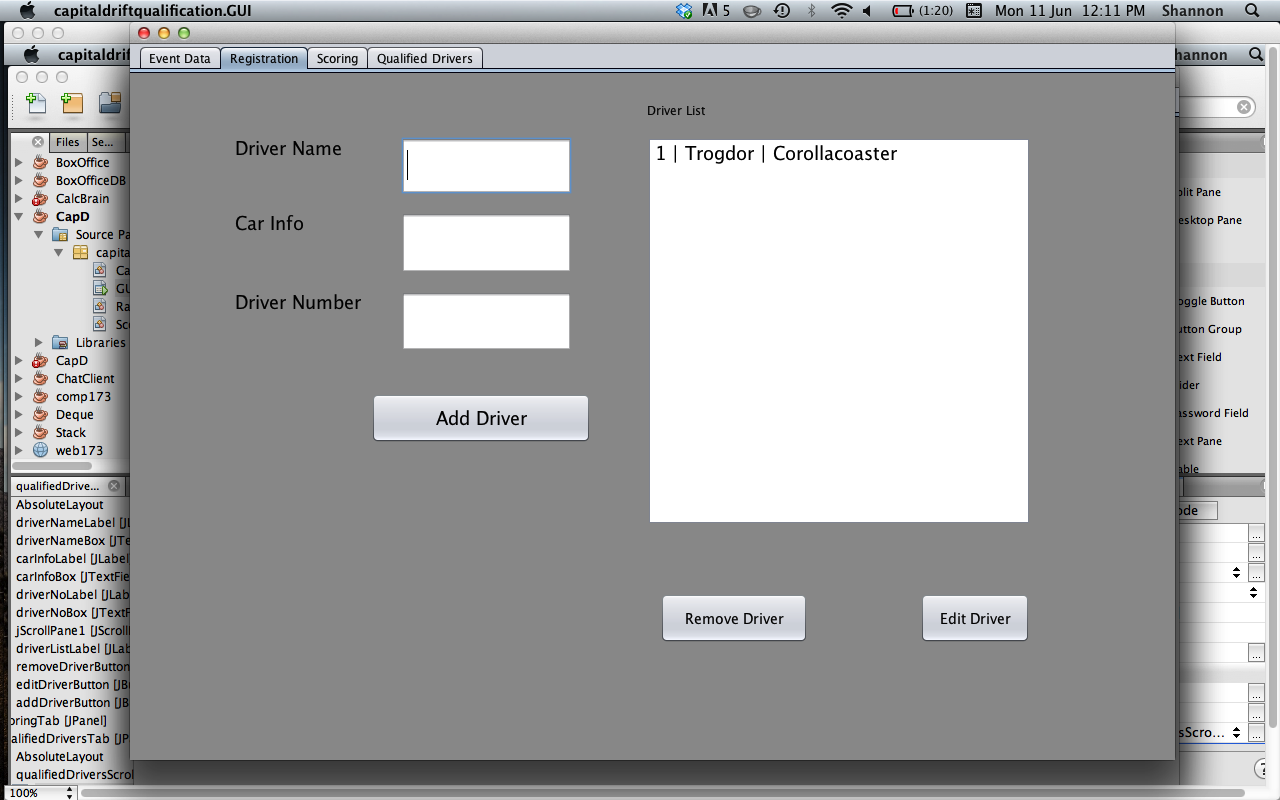 capitaldriftqualification.GUI
5
(1:20)
Mon 11 Jun 12:11 PM
Shannon
capitaldrif
hannon
Event Data
Registration
Scoring
Qualified Drivers
Driver List
Driver Name
Car Info
Driver Number
Add Driver
1 | Trogdor | Corollacoaster
Remove Driver
Edit Driver
Files
Se...
BoxOffice
BoxOfficeDB
CalcBrain
CapD
Source Pa
capita
Ca
GU
Ra
Sc
Libraries
CapD
ChatClient
comp173
Deque
Stack
web173
qualifiedDrive...
AbsoluteLayout
driverNameLabel [JL
driverNameBox [JTe
carInfoLabel [JLabel
carInfoBox [JTextFie
driverNoLabel [JLab
driverNoBox [JTextF
jScrollPane1 [JScroll
driverListLabel [JLab
removeDriverButton
editDriverButton [JB
addDriverButton [JB
oringTab [JPanel]
alifiedDriversTab [JP
AbsoluteLayout
qualifiedDriversScrol
100%
plit Pane
esktop Pane
oggle Button
utton Group
ext Field
ider
assword Field
ext Pane
able
ode
...
...
...
...
...
...
sScro...
...
?